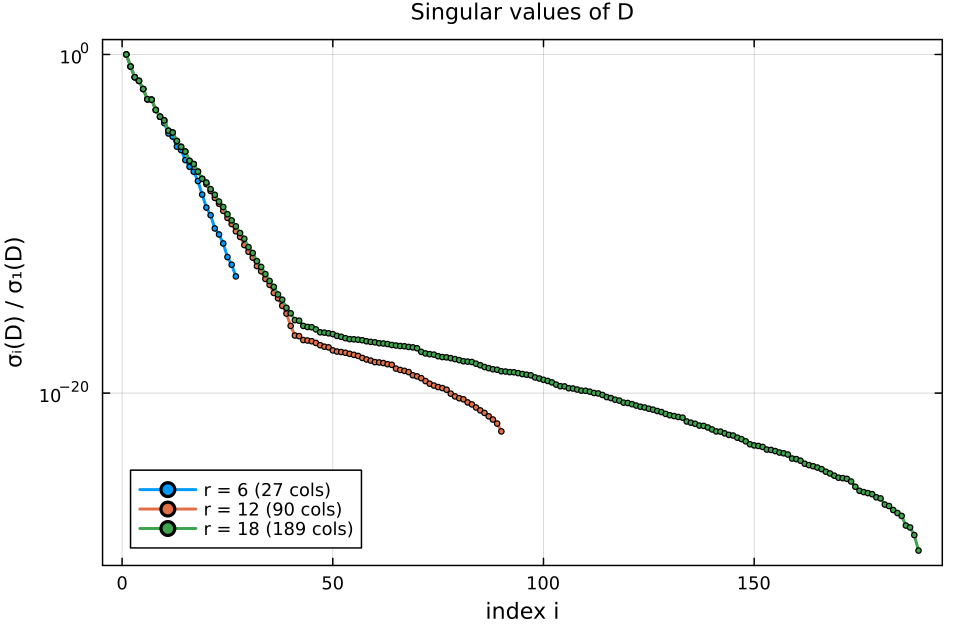 Singular values of D
10⁰
10⁻²⁰
σᵢ(D) / σ₁(D)
r = 6 (27 cols)
r = 12 (90 cols)
r = 18 (189 cols)
0 50 100 150
index i